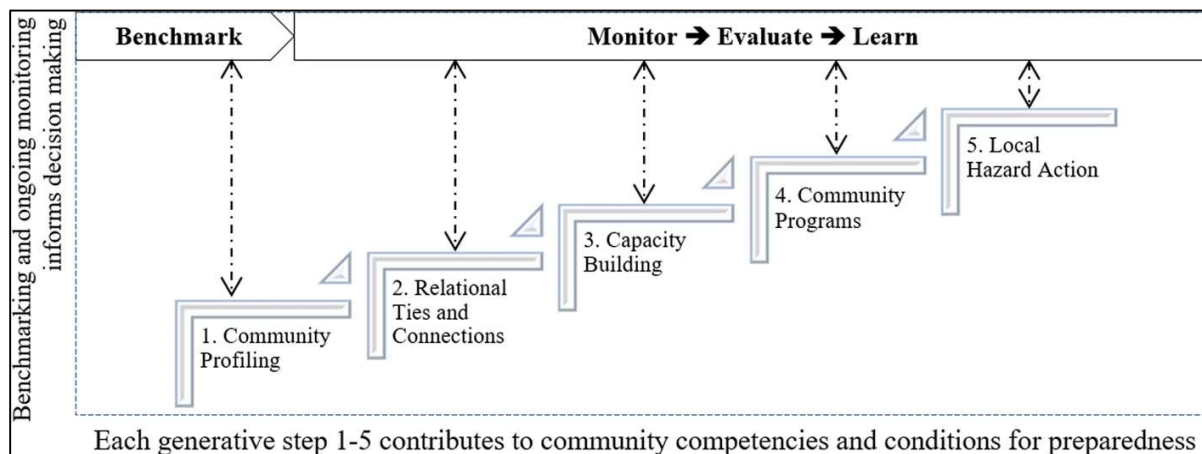 Benchmarking and ongoing monitoring
informs decision making
Benchmark
Monitor ➔ Evaluate ➔ Learn
1. Community
Profiling
2. Relational
Ties and
Connections
3. Capacity
Building
4. Community
Programs
5. Local
Hazard Action
Each generative step 1-5 contributes to community competencies and conditions for preparedness